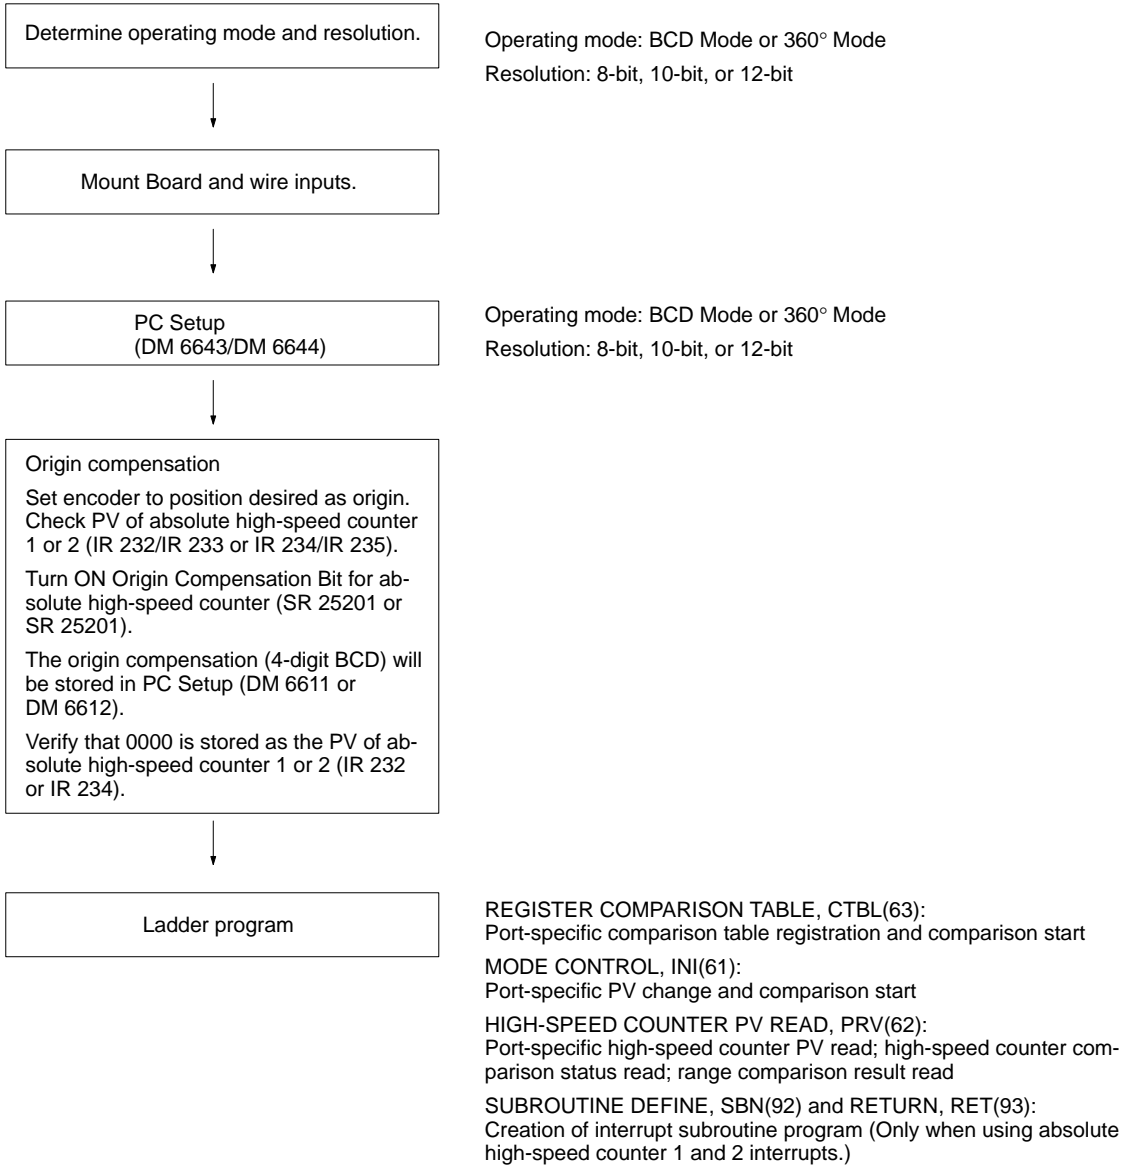 Determine operating mode and resolution.
Operating mode: BCD Mode or 360° Mode
Resolution: 8-bit, 10-bit, or 12-bit
Mount Board and wire inputs.
PC Setup
(DM 6643/DM 6644)
Operating mode: BCD Mode or 360° Mode
Resolution: 8-bit, 10-bit, or 12-bit
Origin compensation
Set encoder to position desired as origin.
Check PV of absolute high-speed counter
1 or 2 (IR 232/IR 233 or IR 234/IR 235).
Turn ON Origin Compensation Bit for ab-
solute high-speed counter (SR 25201 or
SR 25201).
The origin compensation (4-digit BCD) will
be stored in PC Setup (DM 6611 or
DM 6612).
Verify that 0000 is stored as the PV of ab-
solute high-speed counter 1 or 2 (IR 232
or IR 234).
Ladder program
REGISTER COMPARISON TABLE, CTBL(63):
Port-specific comparison table registration and comparison start
MODE CONTROL, INI(61):
Port-specific PV change and comparison start
HIGH-SPEED COUNTER PV READ, PRV(62):
Port-specific high-speed counter PV read; high-speed counter com-
parison status read; range comparison result read
SUBROUTINE DEFINE, SBN(92) and RETURN, RET(93):
Creation of interrupt subroutine program (Only when using absolute
high-speed counter 1 and 2 interrupts.)